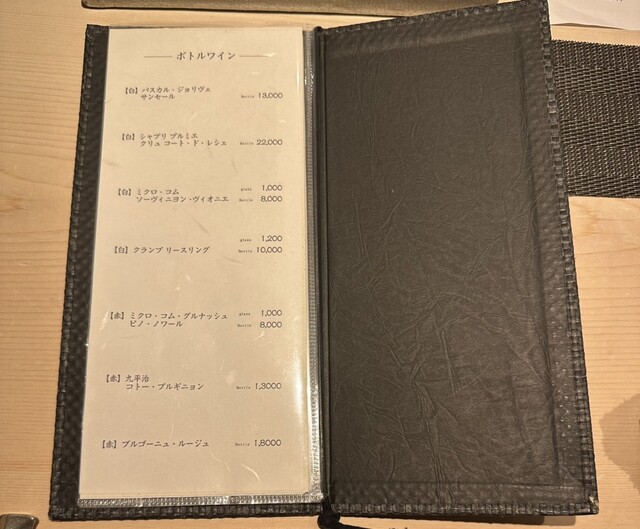 ボトルワイン
【白】パスカル・ジョリヴェ
サンセール Bottle 13,000
【白】シャブリ プルミエ
クリュ コート・ド・レシェ Bottle 22,000
【白】ミクロ・コム glass 1,000
ソーヴィニヨン・ヴィオニエ Bottle 8,000
glass 1,200
【白】クランプ リースリング Bottle 10,000
【赤】ミクロ・コム・グルナッシュ glass 1,000
ピノ・ノワール Bottle 8,000
【赤】九平治
コトー・ブルギニョン Bottle 1,3000
【赤】ブルゴーニュ・ルージュ Bottle 1,8000